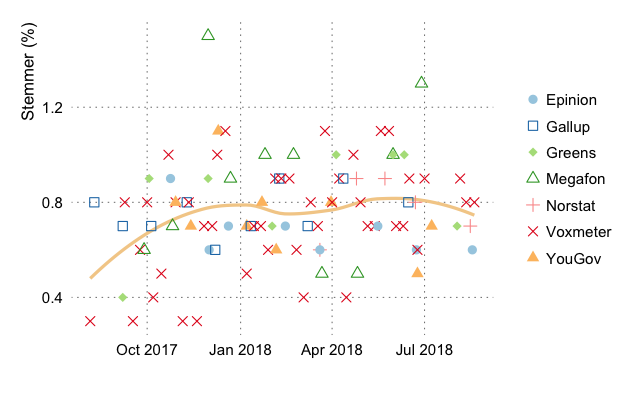 Stemmer (%)
1.2
0.8
0.4
Oct 2017 Jan 2018 Apr 2018 Jul 2018
Epinion
Gallup
Greens
Megafon
Norstat
Voxmeter
YouGov